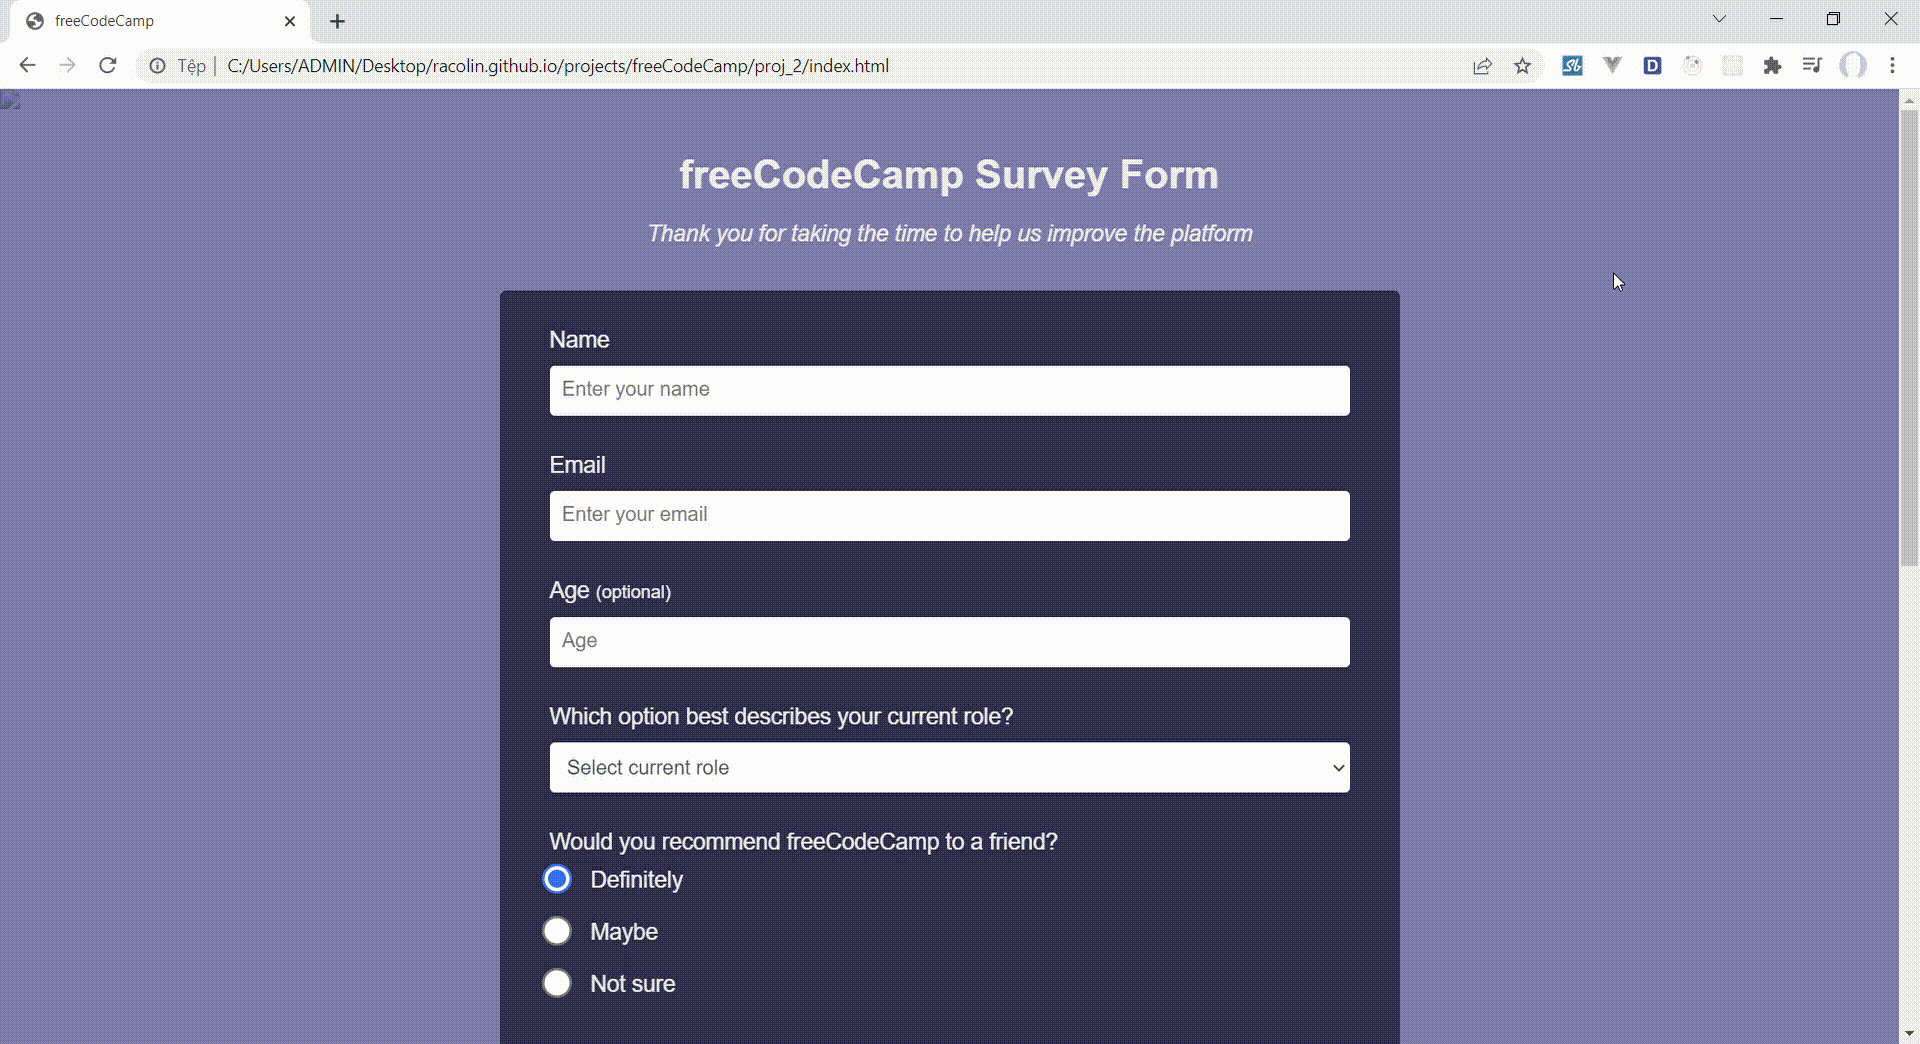 freeCodeCamp
Tệp | C:/Users/ADMIN/Desktop/racolin.github.io/projects/freeCodeCamp/proj_2/index.html
Sb
D
freeCodeCamp Survey Form
Thank you for taking the time to help us improve the platform
Name
Enter your name
Email
Enter your email
Age (optional)
Age
Which option best describes your current role?
Select current role
Would you recommend freeCodeCamp to a friend?
Definitely
Maybe
Not sure